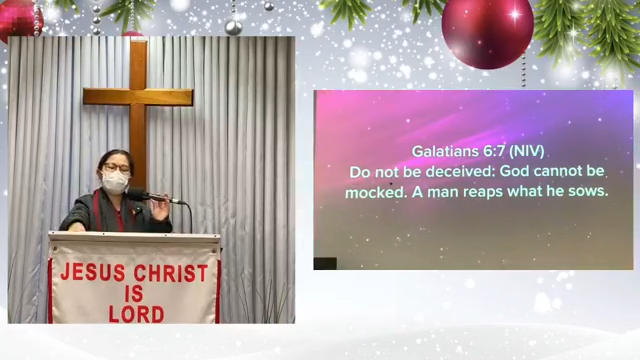 JESUS CHRIST
IS
LORD
Galatians 6:7 (NIV)
Do not be deceived: God cannot be
mocked. A man reaps what he sows.